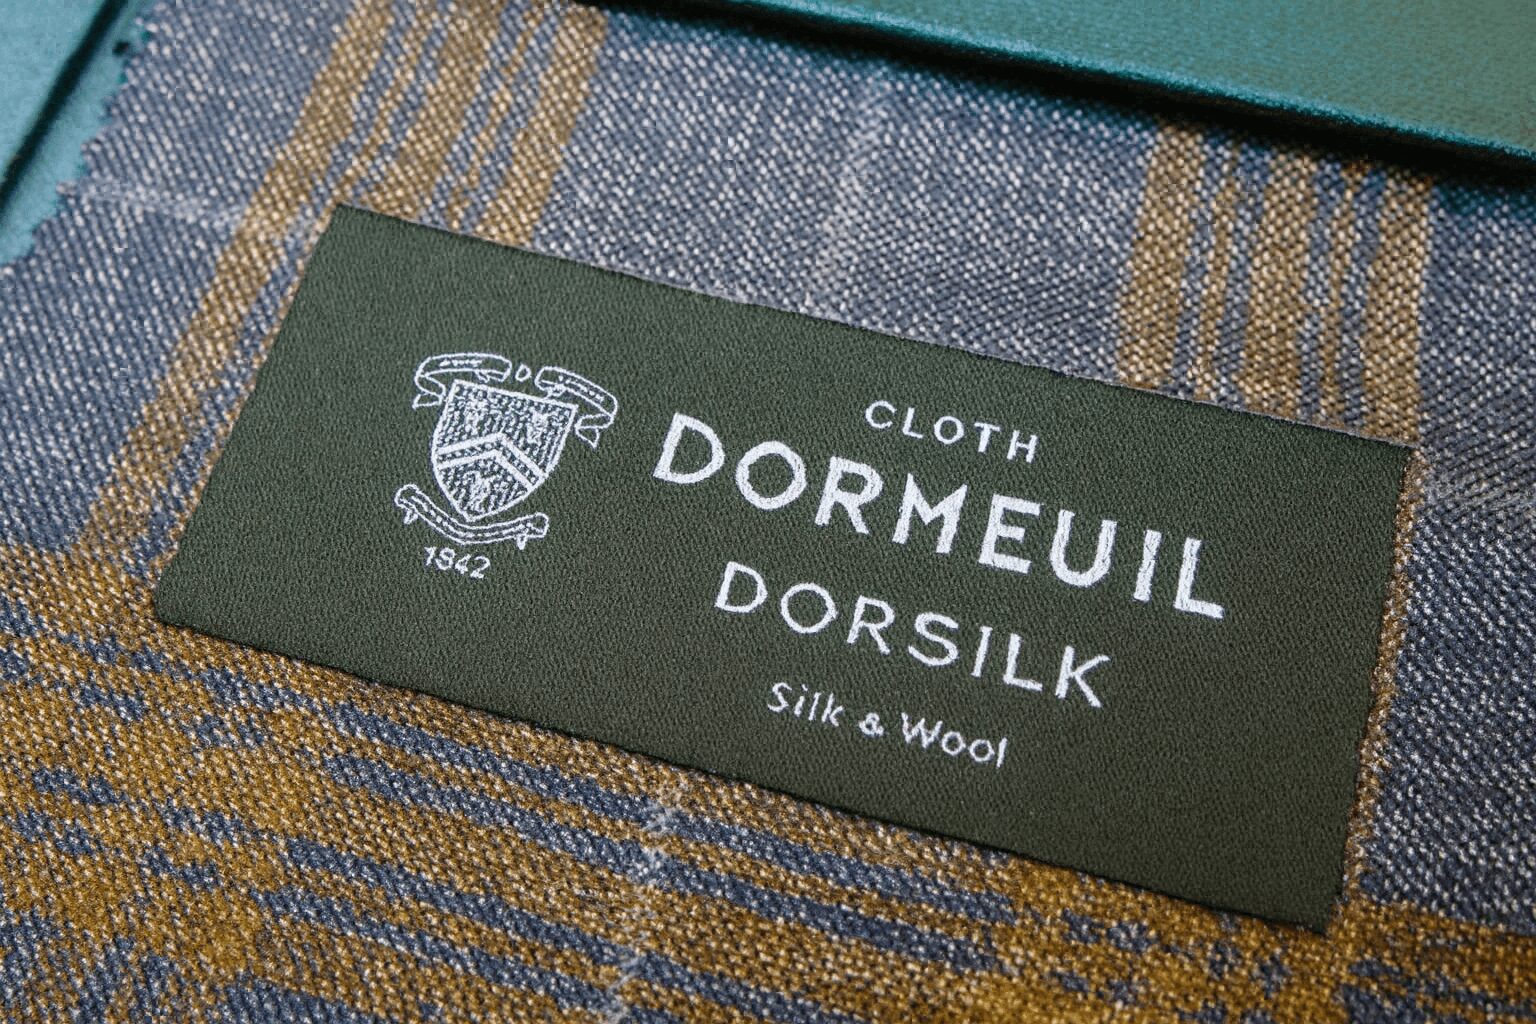 D
1842
CLOTH
DORMEUIL
DORSILK
Silk & Wool